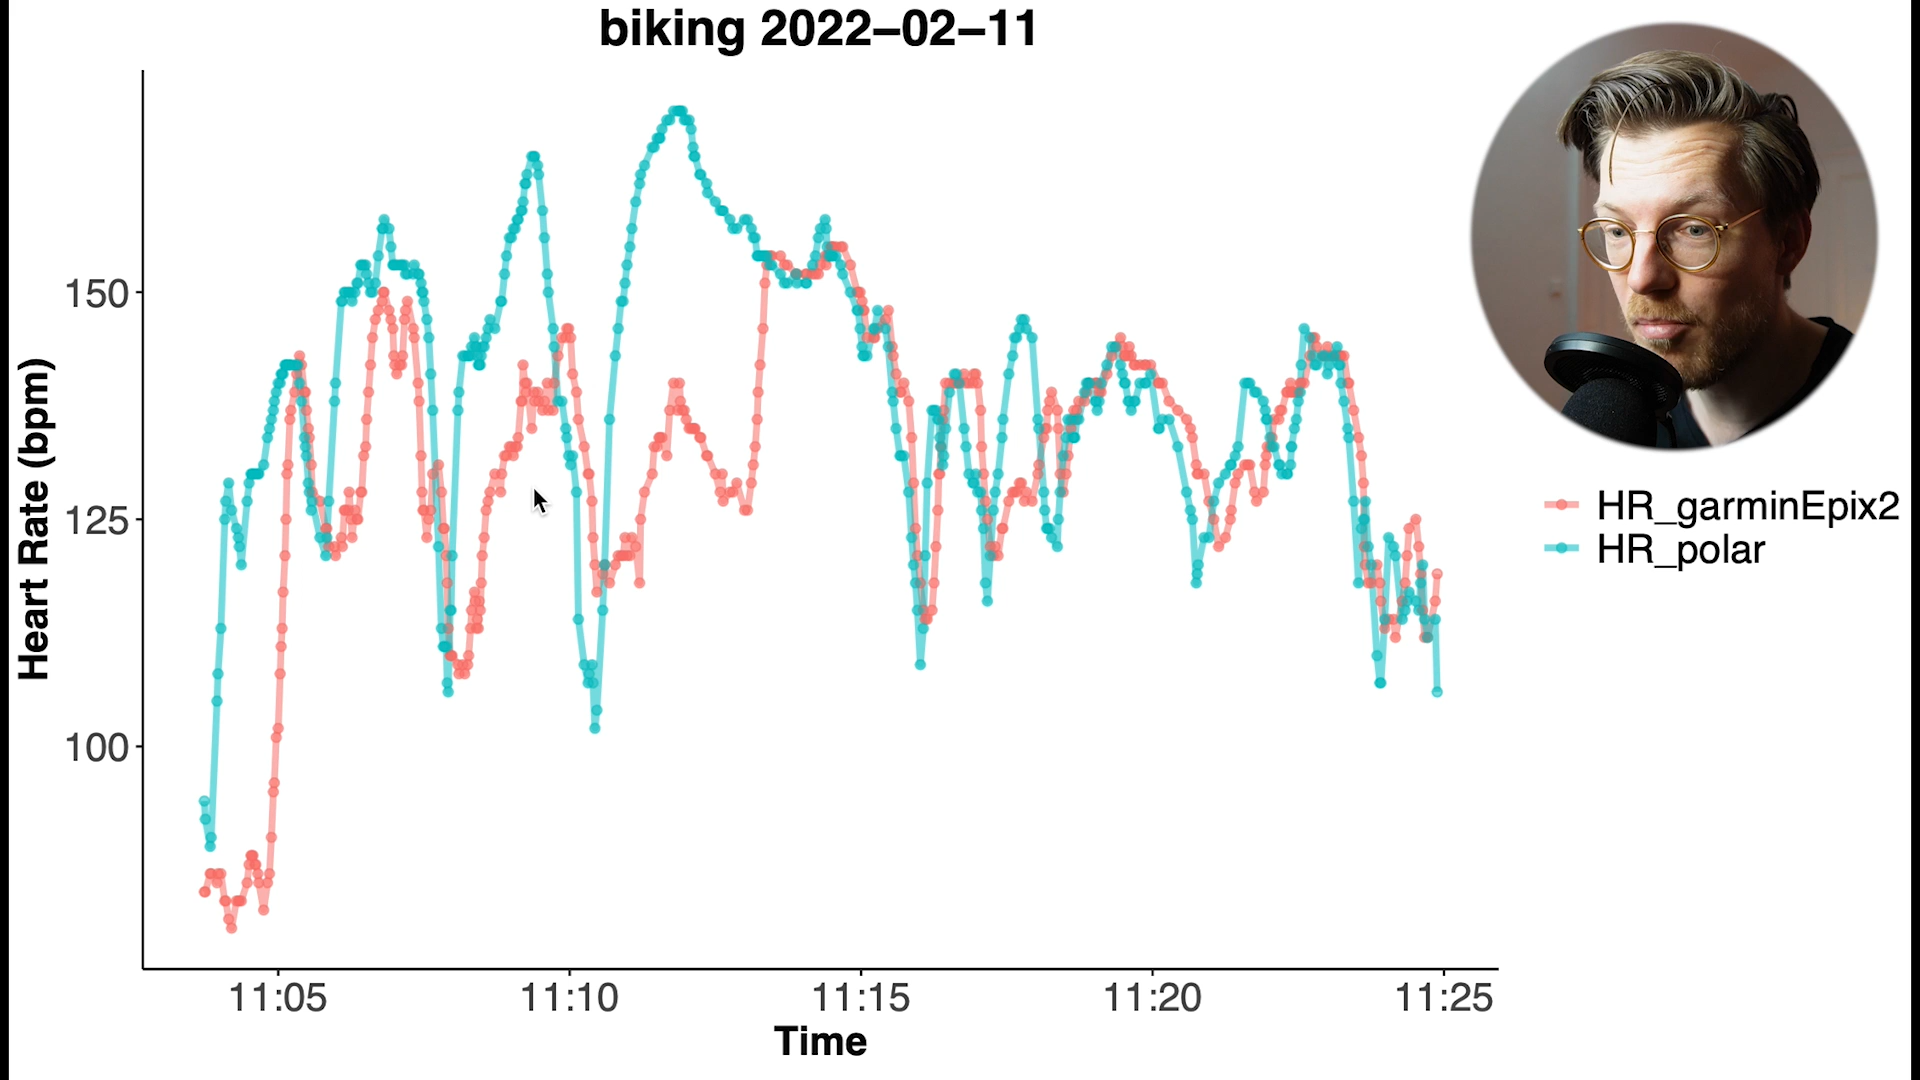 biking 2022–02–11
Heart Rate (bpm)
150
125
100
11:05
11:10
11:15
11:20
11:25
Time
HR_garminEpix2
HR_polar